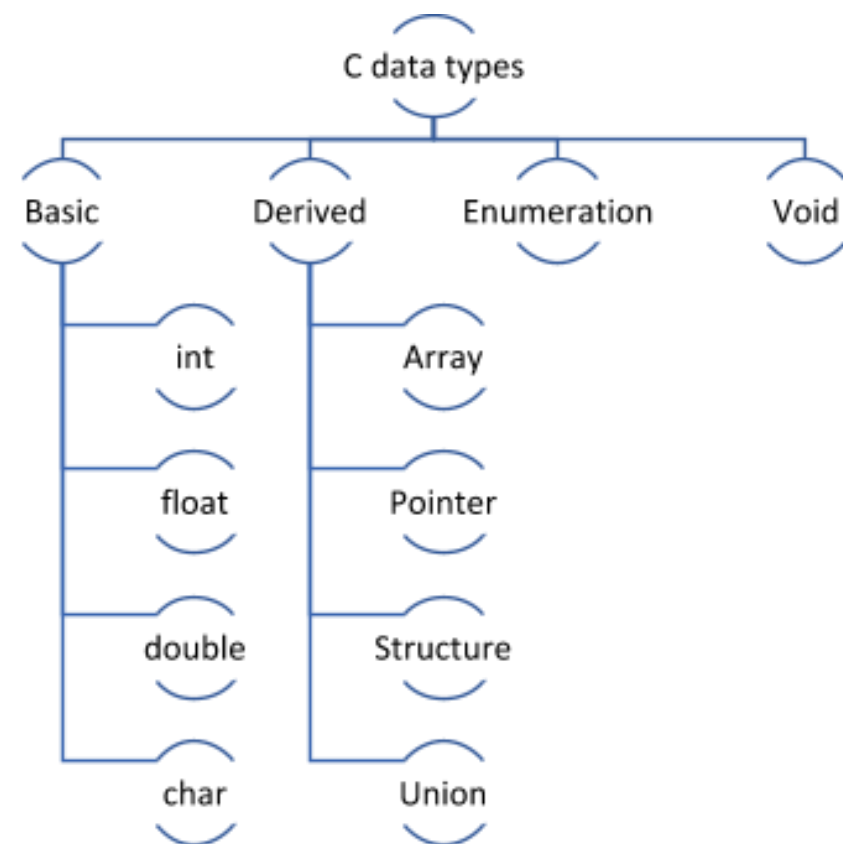 C data types
Basic
Derived
Enumeration
Void
int
Array
float
Pointer
double
Structure
char
Union